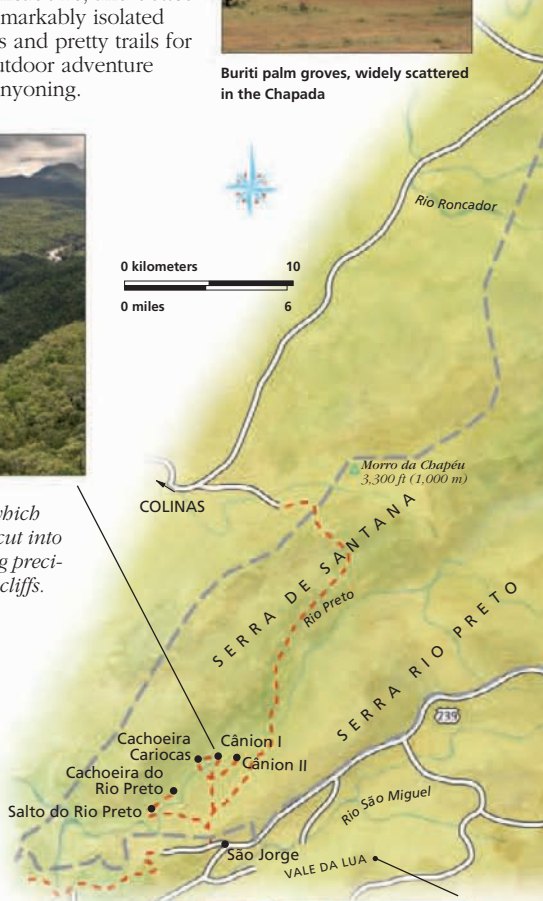 markably isolated
s and pretty trails for
utdoor adventure
nyoning.
Buriti palm groves, widely scattered
in the Chapada
Rio Roncador
0 kilometers 10
0 miles 6
Morro da Chapéu
3,300 ft (1,000 m)
COLINAS
which
cut into
g preci-
cliffs.
SERRA DE SANTANA
Rio Preto
SERRA RIO PRETO
239
Cachoeira
Cariocas
Cânion I
Cânion II
Cachoeira do
Rio Preto
Salto do Rio Preto
Rio São Miguel
São Jorge
VALE DA LUA